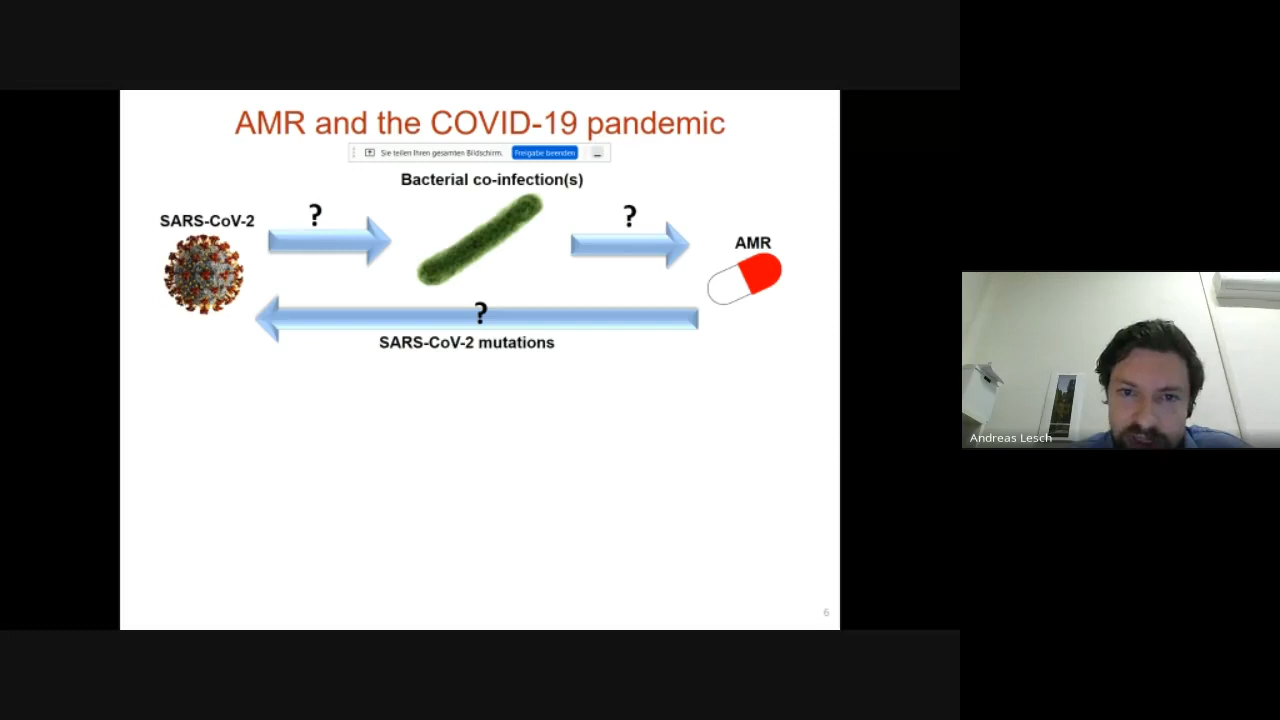 AMR and the COVID-19 pandemic
Sie teilen Ihren gesamten Bildschirm. Freigabe beenden
Bacterial co-infection(s)
SARS-CoV-2
?
?
AMR
?
SARS-CoV-2 mutations
6
Andreas Lesch